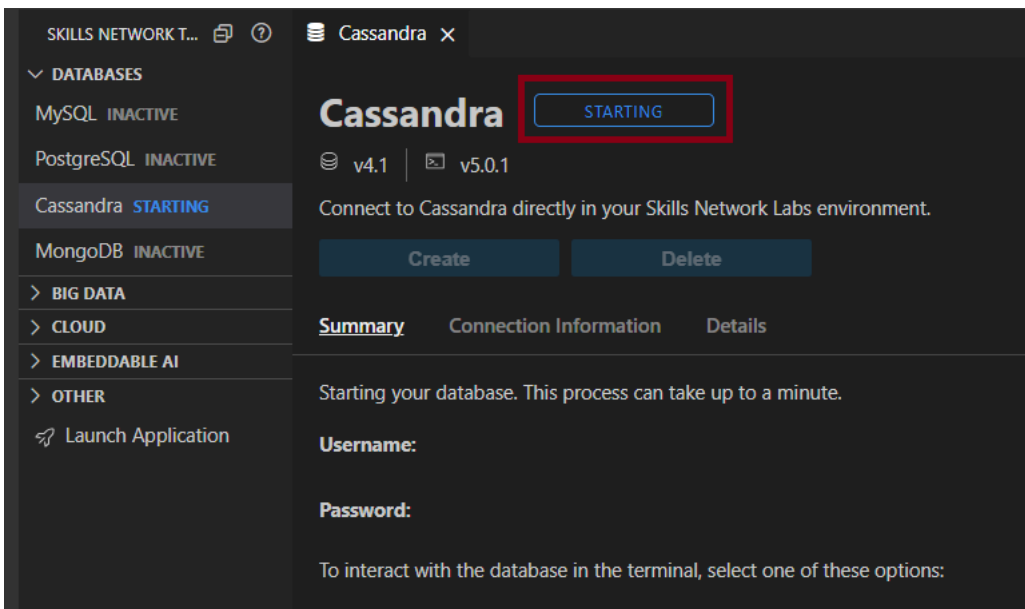 SKILLS NETWORK T...
DATABASES
MySQL INACTIVE
PostgreSQL INACTIVE
Cassandra STARTING
MongoDB INACTIVE
BIG DATA
CLOUD
EMBEDDABLE AI
OTHER
Launch Application
Cassandra
Cassandra STARTING
v4.1 v5.0.1
Connect to Cassandra directly in your Skills Network Labs environment.
Create Delete
Summary Connection Information Details
Starting your database. This process can take up to a minute.
Username:
Password:
To interact with the database in the terminal, select one of these options: